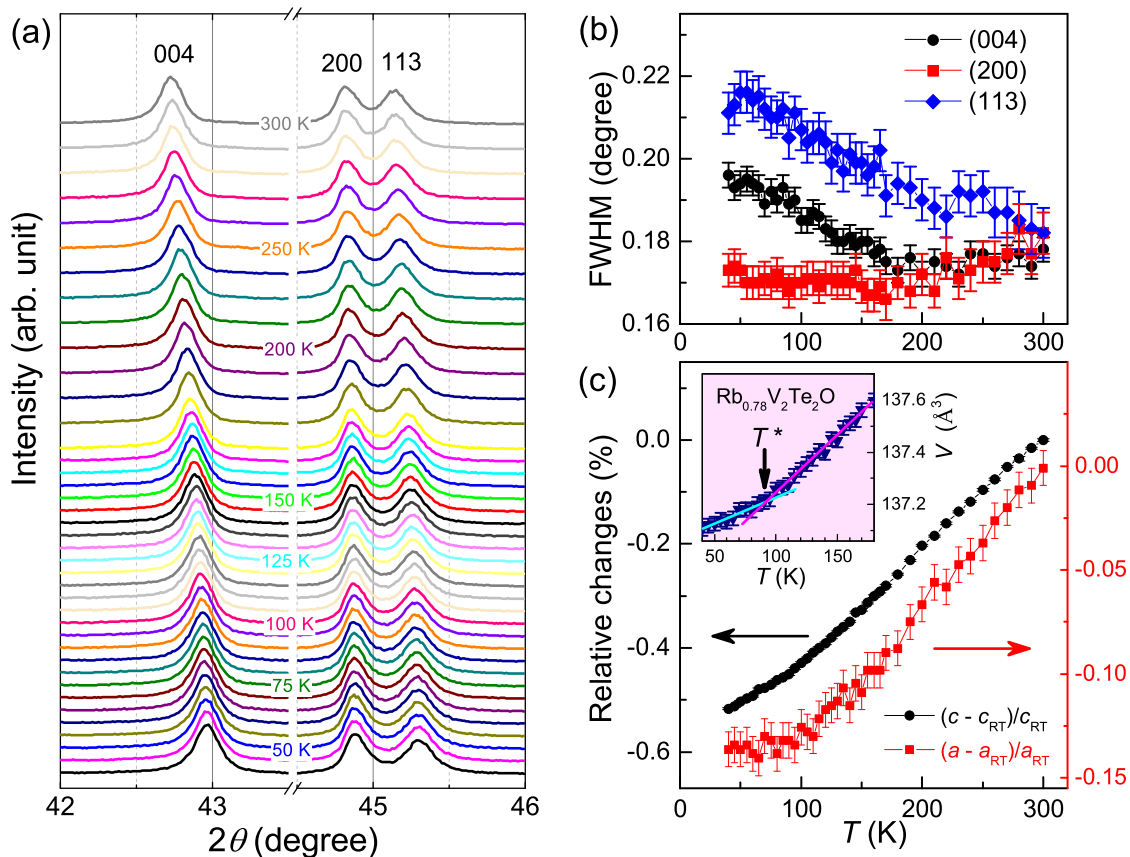 (a)
004
200
113
300 K
250 K
200 K
150 K
125 K
100 K
75 K
50 K
Intensity (arb. unit)
42
43
45
46
2θ (degree)
(b)
(004)
(200)
(113)
0.22
0.20
0.18
0.16
FWHM (degree)
0
100
200
300
(c)
Rb0.78V2Te2O
T *
137.6
137.4
137.2
V (Å3)
50
100
150
T (K)
0.0
-0.2
-0.4
-0.6
Relative changes (%)
0.00
-0.05
-0.10
-0.15
(c - cRT)/cRT
(a - aRT)/aRT
0
50
100
150
200
250
300
T (K)